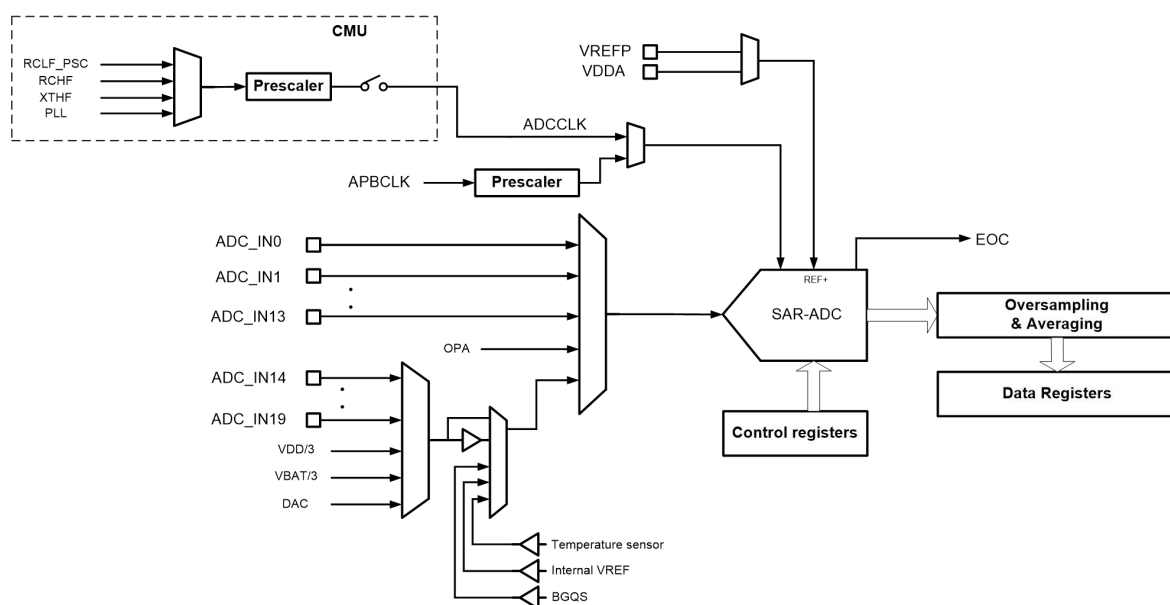 CMU
RCLF_PSC
RCHF
XTHF
PLL
Prescaler
VREFP
VDDA
ADCCLK
APBCLK
Prescaler
ADC_IN0
ADC_IN1
ADC_IN13
OPA
ADC_IN14
ADC_IN19
VDD/3
VBAT/3
DAC
Temperature sensor
Internal VREF
BGQS
REF+
SAR-ADC
EOC
Control registers
Oversampling
& Averaging
Data Registers